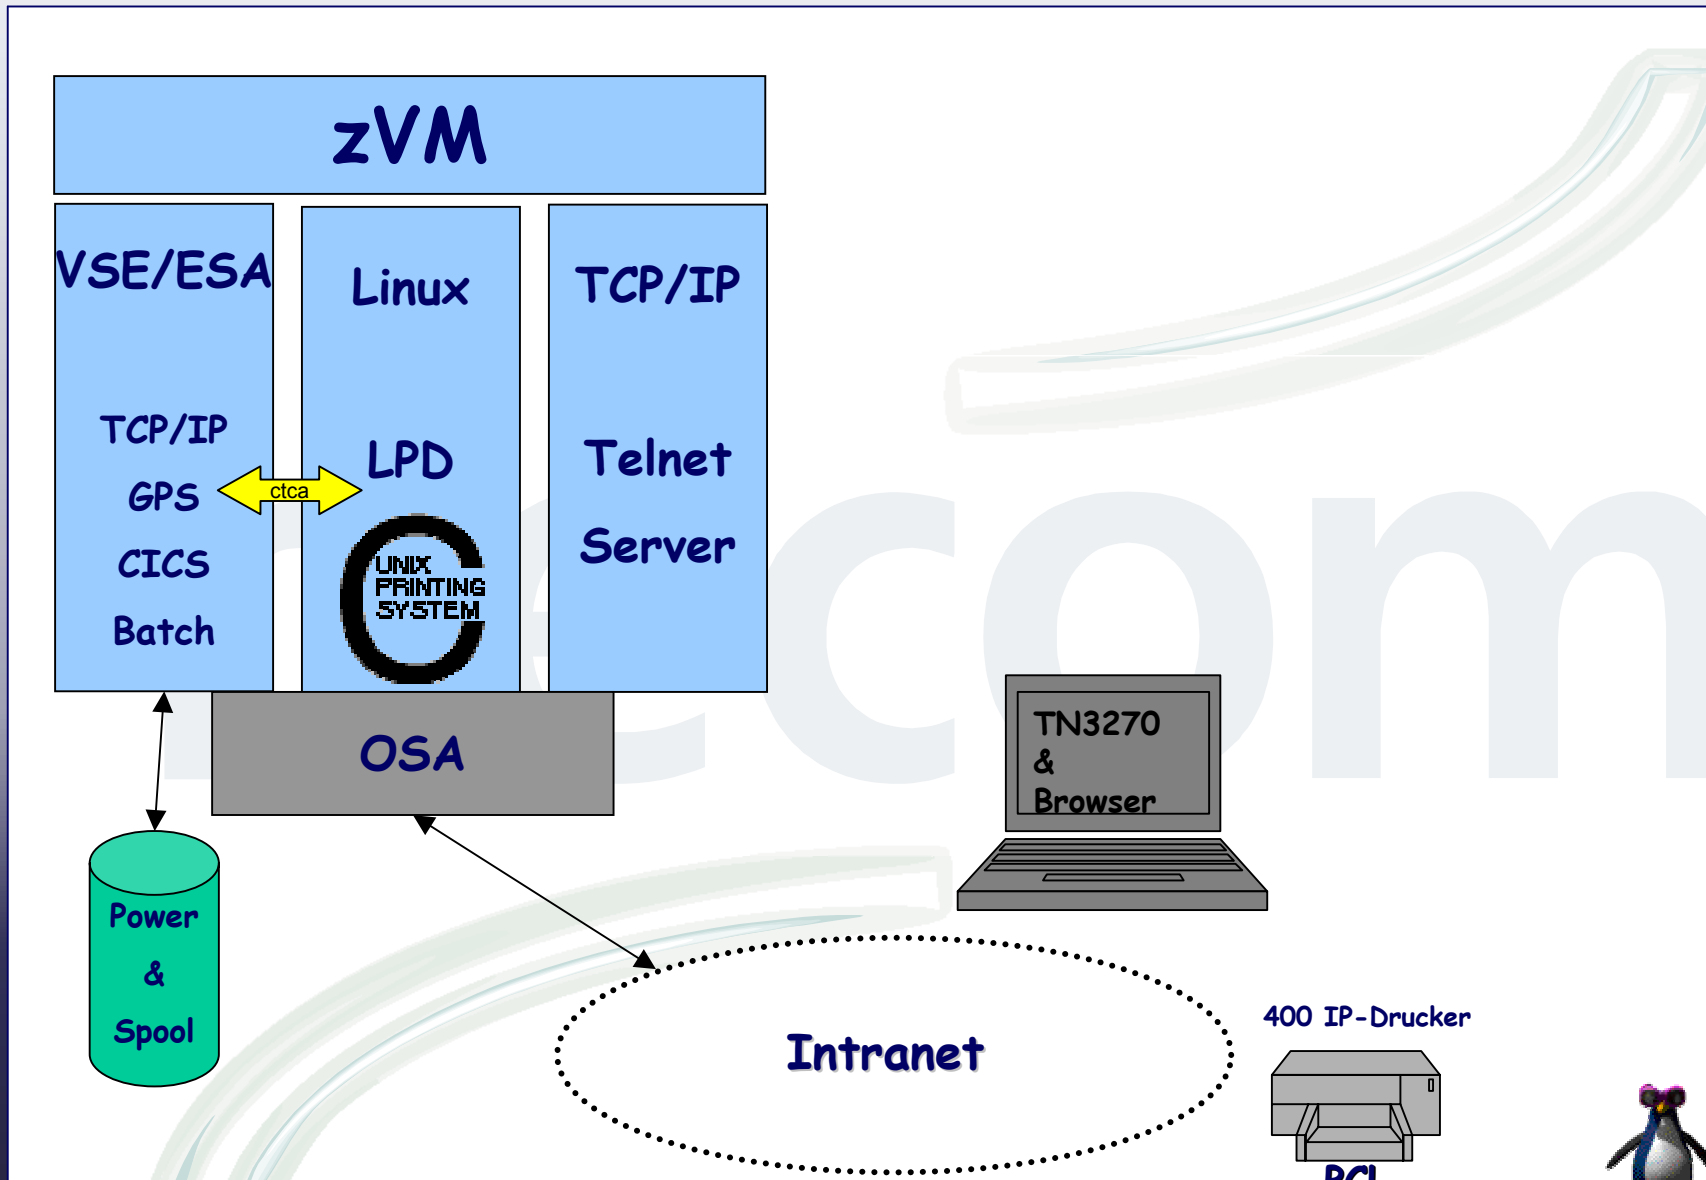 zVM
VSE/ESA
TCP/IP
GPS
CICS
Batch
ctca
Linux
LPD
UNIX
PRINTING
SYSTEM
TCP/IP
Telnet
Server
OSA
TN3270
&
Browser
Power
&
Spool
Intranet
400 IP-Drucker
PCL